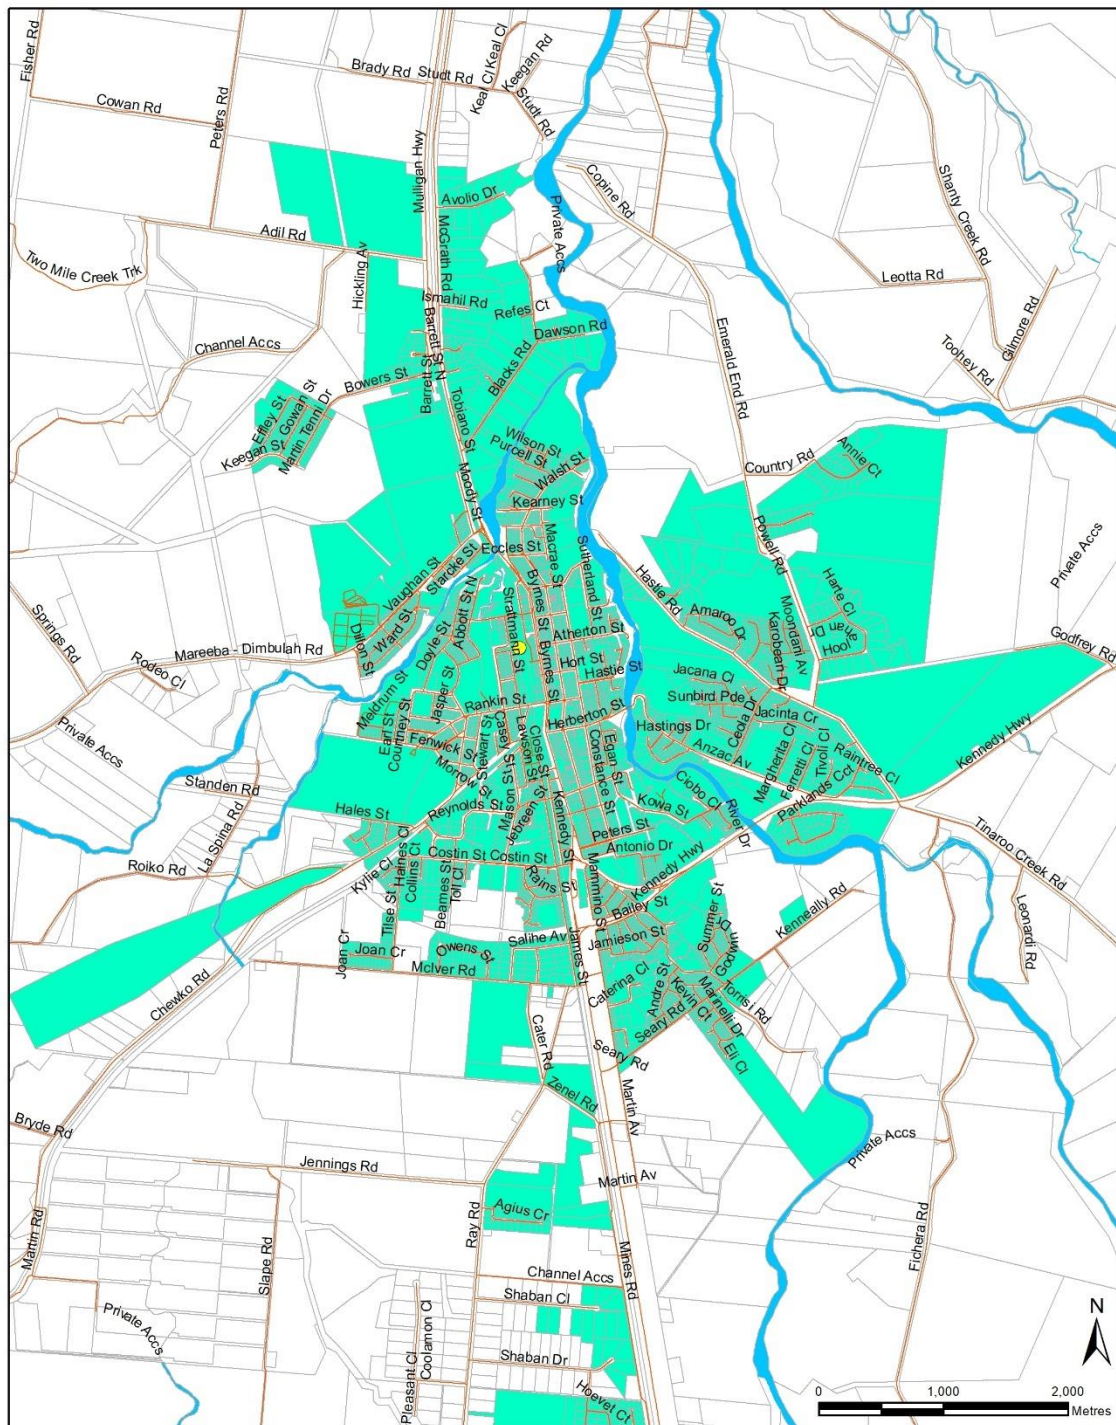 Fisher Rd
Cowan Rd
Peters Rd
Brady Rd
Studt Rd
Keal Cl
Keal Cl
Keegan Rd
Studt Rd
Mulligan Hwy
Copine Rd
Private Accs
Shanty Creek Rd
Avolio Dr
McGrath Rd
Adil Rd
Two Mile Creek Trk
Hickling Av
Leotta Rd
Gilmore Rd
Toohey Rd
Ismahil Rd
Refes Ct
Dawson Rd
Emerald End Rd
Channel Accs
Barrett St N
Barrett St
Blacks Rd
Bowers St
Effley St
Gowan St
Martin Tenni Dr
Keegan St
Tobiano St
Wilson St
Purcell St
Walsh St
Moody St
Kearney St
Country Rd
Annie Ct
Powell Rd
Private Accs
Eccles St
Macrae St
Sutherland St
Hastie Rd
Vaughan St
Starcke St
Byrnes St
Strattmann St
Abbott St N
Ward St
Dillon St
Doyle St
Atherton St
Byrnes St
Hort St
Hastie St
Amaroo Dr
Karobean Dr
Moondani Av
Harte Cl
Hool
Godfrey Rd
Springs Rd
Mareeba - Dimbulah Rd
Rodeo Cl
Private Accs
Jacana Cl
Sunbird Pde
Ceola Dr
Jacinta Cr
Meldrum St
Jasper St
Rankin St
Earl St
Courtney St
Fenwick St
Stewart St
Casey St
Lawson St
Close St
Herberton St
Hastings Dr
Anzac Av
Margherita Cl
Ferretti Cl
Tivoli Cl
Raintree Cl
Kennedy Hwy
Egan St
Constance St
Morrow St
Mason St
Jebreen St
Kennedy St
Ciobo Cl
Kowa St
River Dr
Parklands Cct
Standen Rd
La Spina Rd
Hales St
Reynolds St
Peters St
Antonio Dr
Kennedy Hwy
Tinaroo Creek Rd
Roiko Rd
Kylie Cl
Haines Cl
Collins Ct
Costin St
Costin St
Beames St
Toll Cl
Rains St
Mammino St
Bailey St
Tilse St
Jamieson St
Summer St
Godwin Dr
Kenneally Rd
Leonardi Rd
Joan Cr
Joan Cr
Owens St
Salihe Av
James St
McIver Rd
Caterina Cl
Andre St
Kevin Ct
Marinelli Dr
Torrisi Rd
Seary Rd
Eli Cl
Chewko Rd
Cater Rd
Seary Rd
Zenel Rd
Martin Av
Bryde Rd
Private Accs
Jennings Rd
Martin Av
Agius Cr
Ray Rd
Martin Rd
Slape Rd
Fichera Rd
Mines Rd
Channel Accs
Shaban Cl
Private Accs
Coolamon Cl
Pleasant Cl
Shaban Dr
Hoevet Ct
N
0 1,000 2,000
Metres